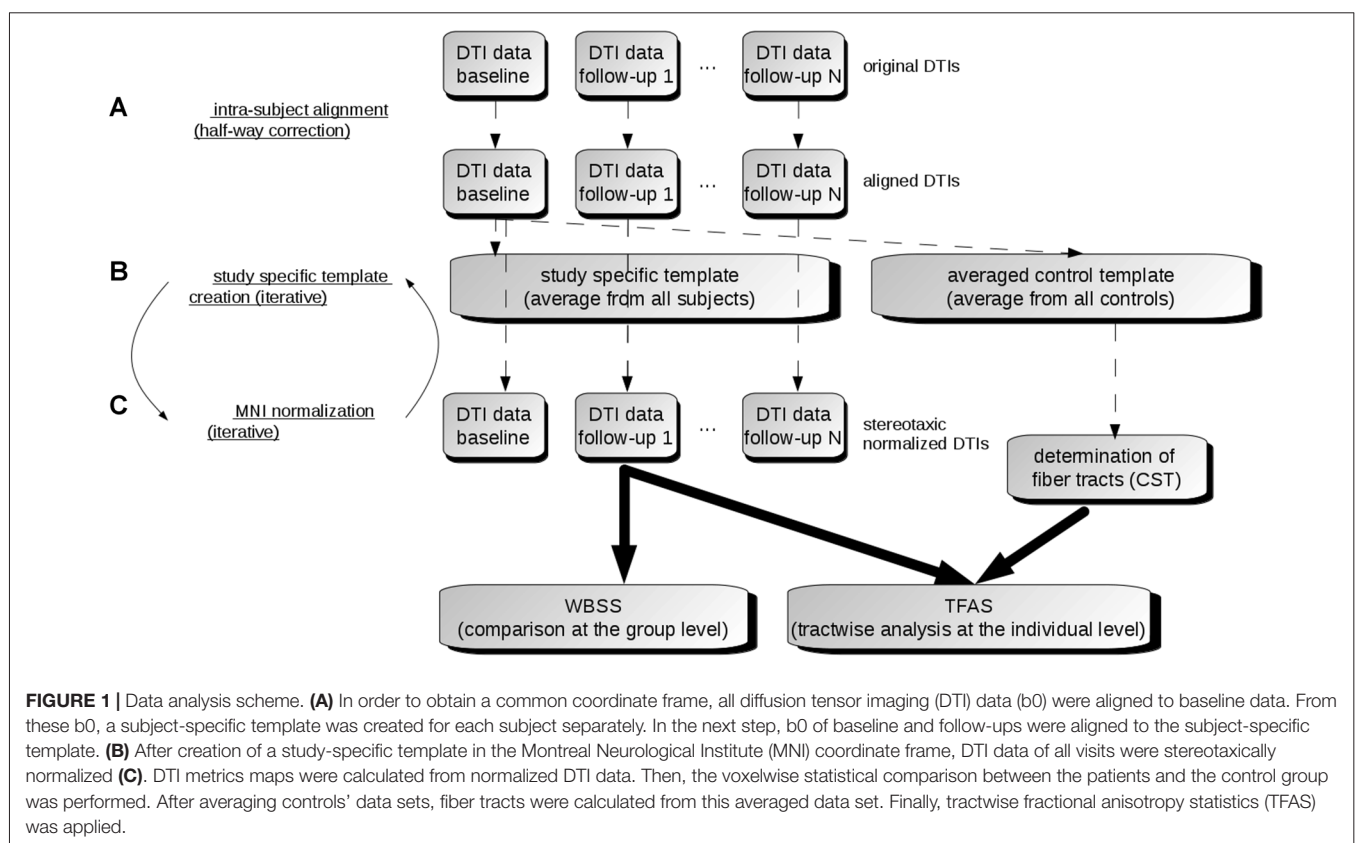 DTI data
baseline
DTI data
follow-up 1
...
DTI data
follow-up N
original DTIs
A
intra-subject alignment
(half-way correction)
DTI data
baseline
DTI data
follow-up 1
...
DTI data
follow-up N
aligned DTIs
B
study specific template
creation (iterative)
study specific template
(average from all subjects)
averaged control template
(average from all controls)
C
MNI normalization
(iterative)
DTI data
baseline
DTI data
follow-up 1
...
DTI data
follow-up N
stereotaxic
normalized DTIs
determination of
fiber tracts (CST)
WBSS
(comparison at the group level)
TFAS
(tractwise analysis at the individual level)
FIGURE 1 | Data analysis scheme. (A) In order to obtain a common coordinate frame, all diffusion tensor imaging (DTI) data (b0) were aligned to baseline data. From
these b0, a subject-specific template was created for each subject separately. In the next step, b0 of baseline and follow-ups were aligned to the subject-specific
template. (B) After creation of a study-specific template in the Montreal Neurological Institute (MNI) coordinate frame, DTI data of all visits were stereotaxically
normalized (C). DTI metrics maps were calculated from normalized DTI data. Then, the voxelwise statistical comparison between the patients and the control group
was performed. After averaging controls' data sets, fiber tracts were calculated from this averaged data set. Finally, tractwise fractional anisotropy statistics (TFAS)
was applied.